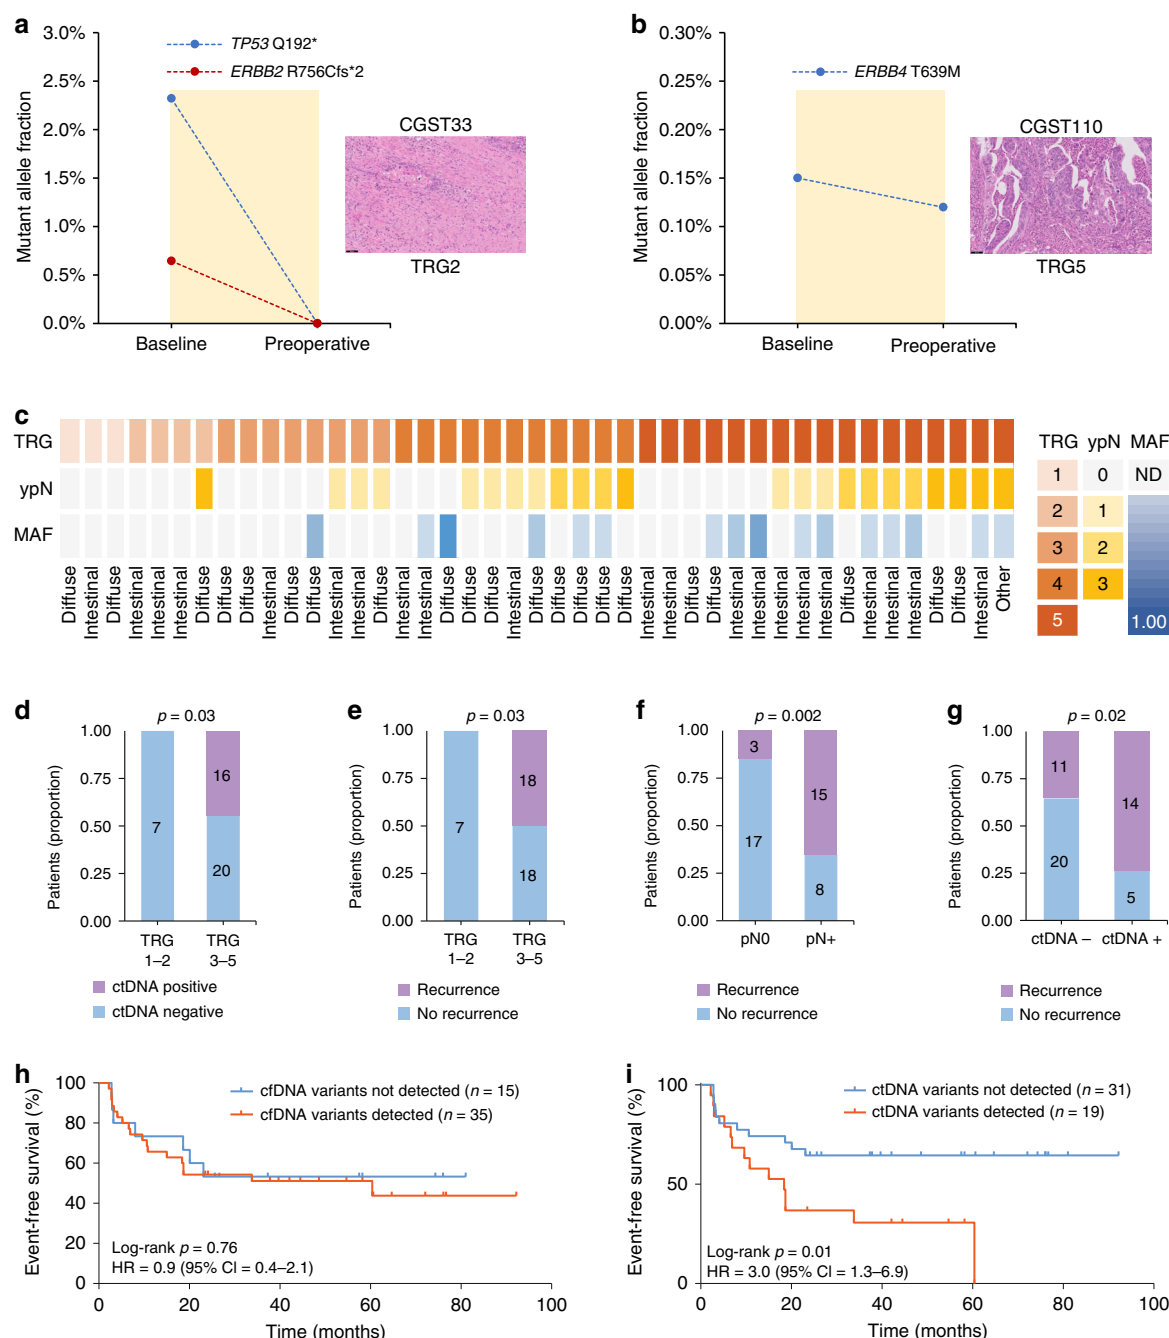 a
3.0%
2.5%
2.0%
1.5%
1.0%
0.5%
0.0%
Mutant allele fraction
TP53 Q192*
ERBB2 R756Cfs*2
CGST33
TRG2
Baseline
Preoperative
b
0.30%
0.25%
0.20%
0.15%
0.10%
0.05%
0.00%
Mutant allele fraction
ERBB4 T639M
CGST110
TRG5
Baseline
Preoperative
c
TRG
ypN
MAF
Diffuse
Intestinal
Diffuse
Intestinal
Intestinal
Intestinal
Diffuse
Diffuse
Diffuse
Intestinal
Diffuse
Diffuse
Intestinal
Intestinal
Diffuse
Intestinal
Intestinal
Diffuse
Diffuse
Diffuse
Intestinal
Diffuse
Intestinal
Diffuse
Diffuse
Diffuse
Intestinal
Intestinal
Intestinal
Diffuse
Intestinal
Intestinal
Intestinal
Intestinal
Intestinal
Diffuse
Intestinal
Intestinal
Intestinal
Diffuse
Diffuse
Intestinal
Other
TRG ypN MAF
1 0 ND
2 1
3 2
4 3
5 1.00
d
p = 0.03
1.00
0.75
0.50
0.25
0.00
Patients (proportion)
7
16
20
TRG 1–2
TRG 3–5
ctDNA positive
ctDNA negative
e
p = 0.03
1.00
0.75
0.50
0.25
0.00
Patients (proportion)
7
18
18
TRG 1–2
TRG 3–5
Recurrence
No recurrence
f
p = 0.002
1.00
0.75
0.50
0.25
0.00
Patients (proportion)
3
17
15
8
pN0
pN+
Recurrence
No recurrence
g
p = 0.02
1.00
0.75
0.50
0.25
0.00
Patients (proportion)
11
20
14
5
ctDNA –
ctDNA +
Recurrence
No recurrence
h
100
80
60
40
20
0
Event-free survival (%)
cfDNA variants not detected (n = 15)
cfDNA variants detected (n = 35)
Log-rank p = 0.76
HR = 0.9 (95% CI = 0.4–2.1)
0 20 40 60 80 100
Time (months)
i
100
50
0
Event-free survival (%)
ctDNA variants not detected (n = 31)
ctDNA variants detected (n = 19)
Log-rank p = 0.01
HR = 3.0 (95% CI = 1.3–6.9)
0 20 40 60 80 100
Time (months)